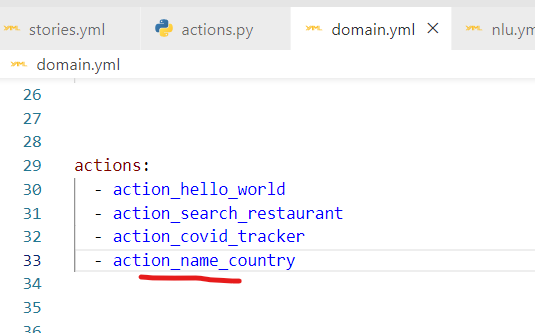 stories.yml actions.py domain.yml nlu.ym
domain.yml
26
27
28
29 actions:
30 - action_hello_world
31 - action_search_restaurant
32 - action_covid_tracker
33 - action_name_country
34
35
36